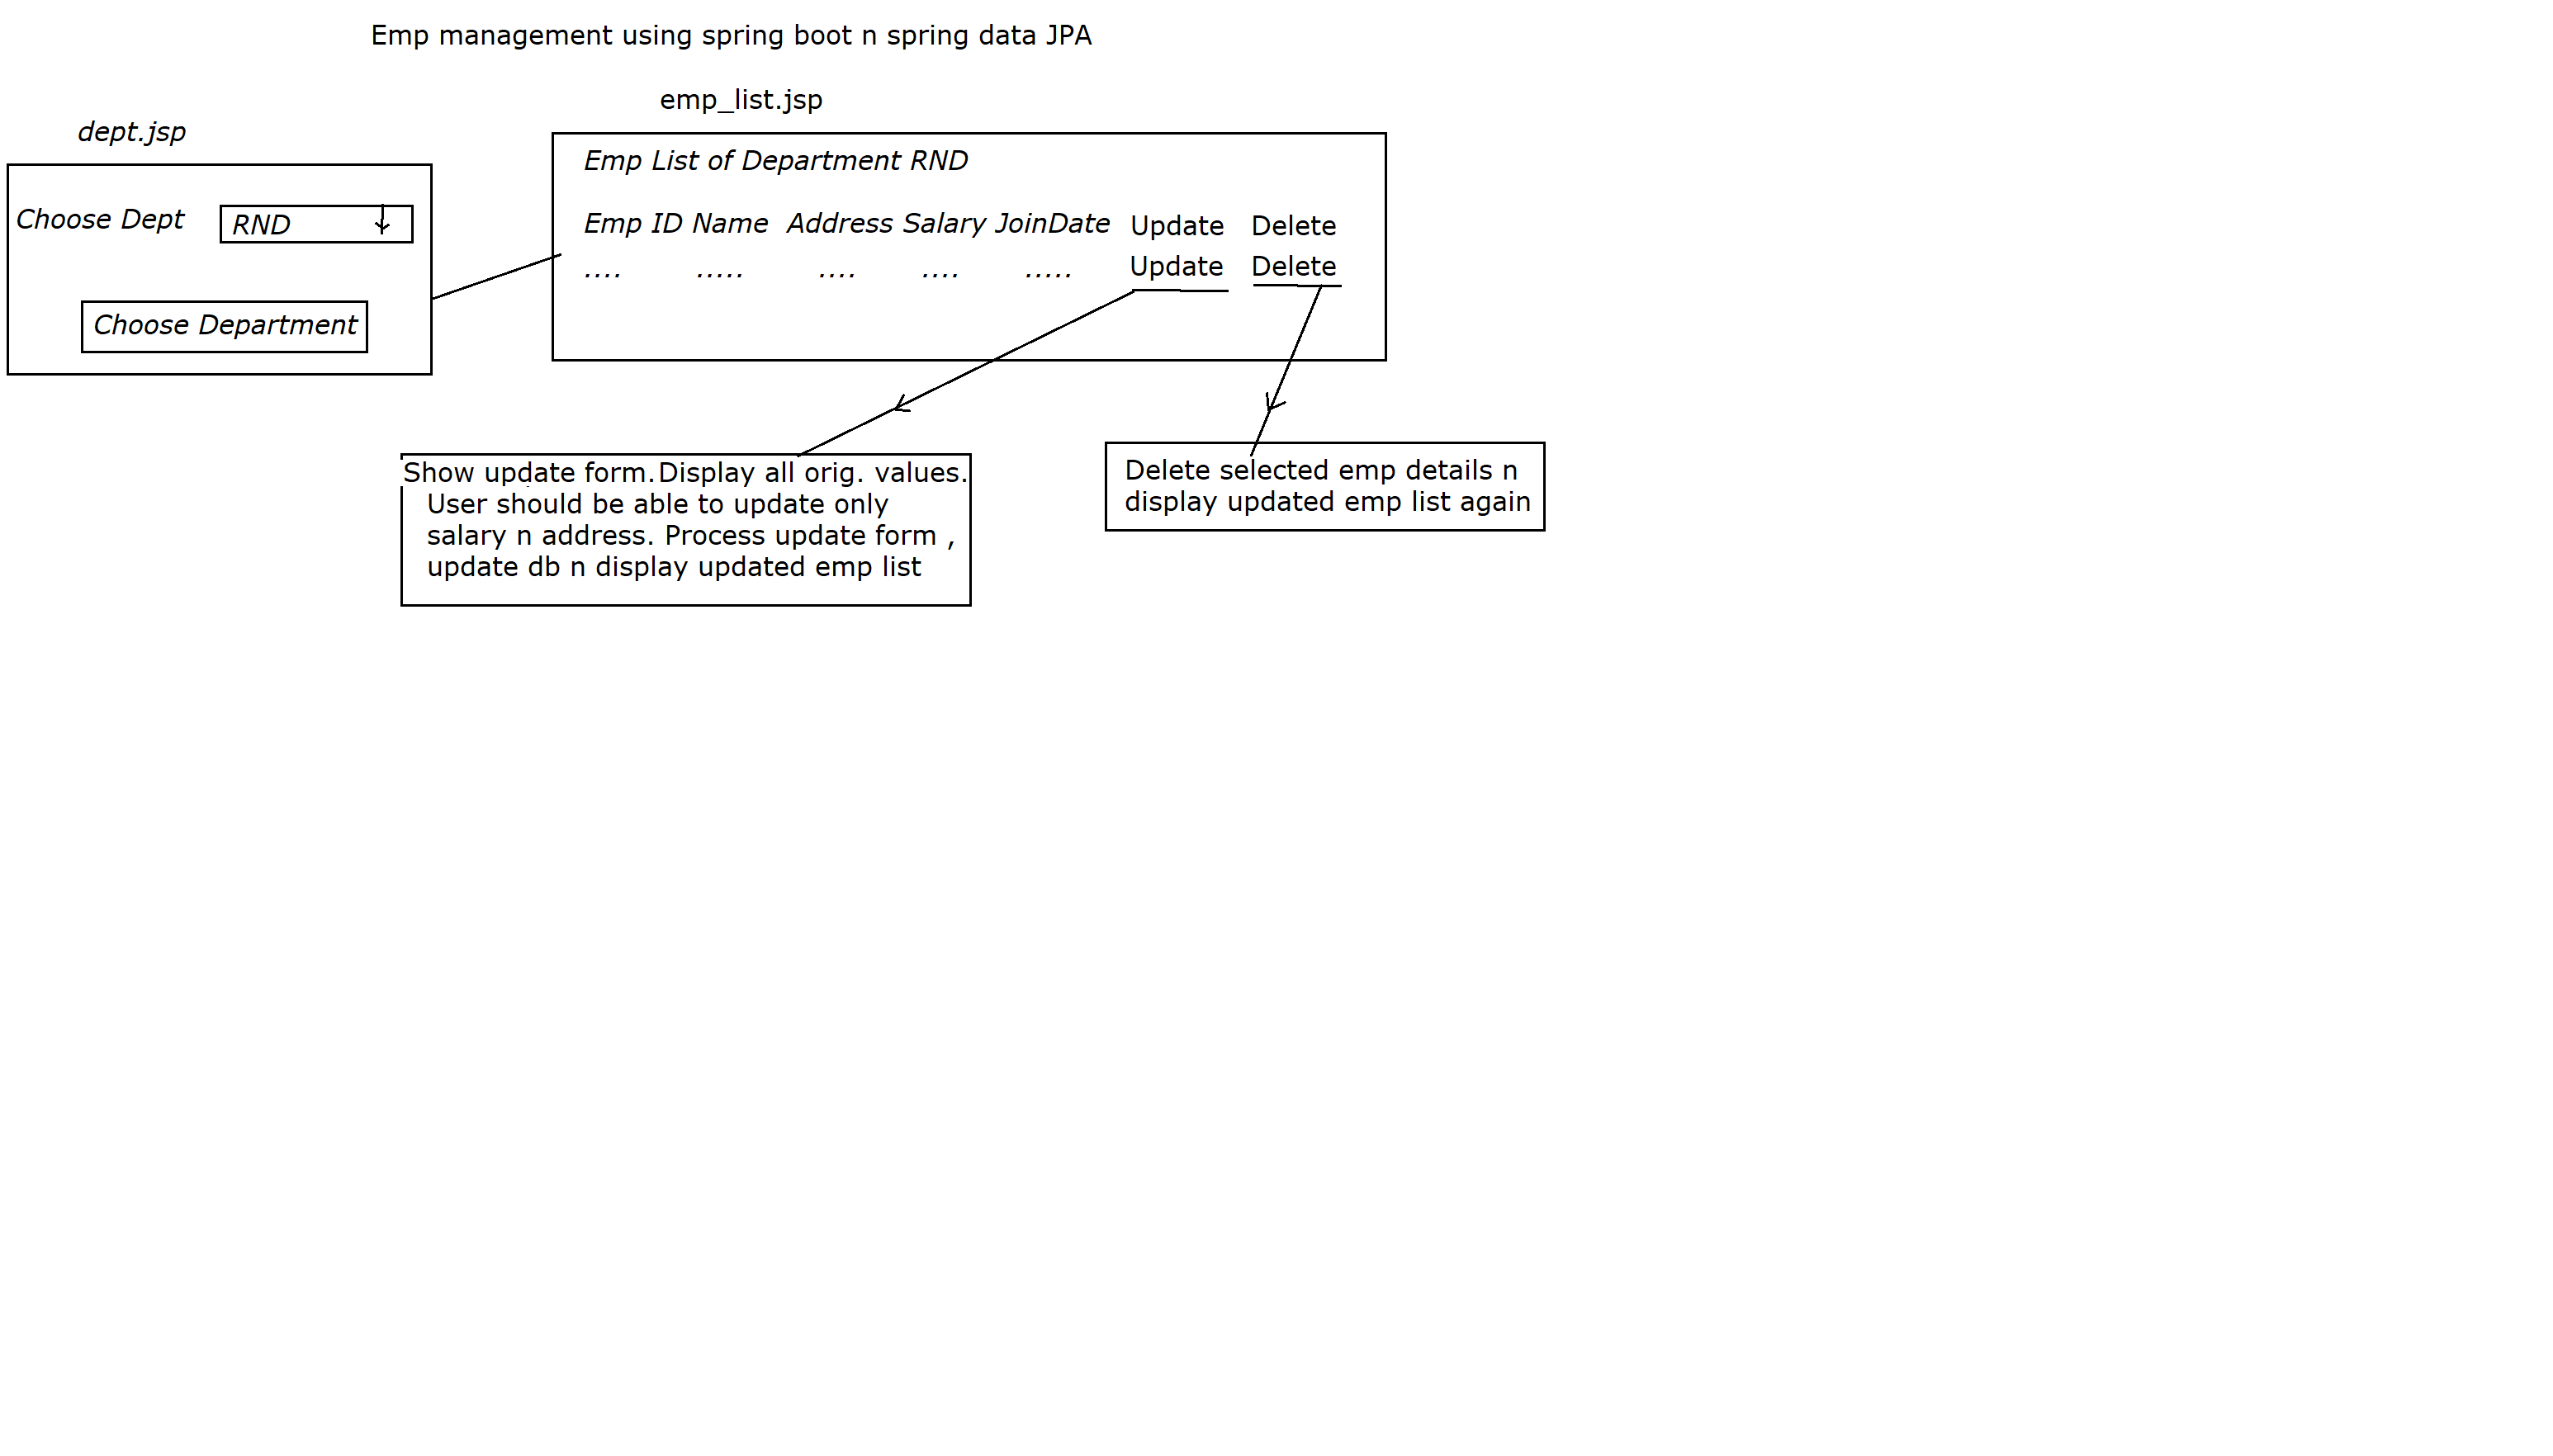 Emp management using spring boot n spring data JPA
emp_list.jsp
dept.jsp
Emp List of Department RND
Choose Dept
RND
Emp ID Name Address Salary JoinDate Update Delete
.... ..... .... .... ..... Update Delete
Choose Department
Show update form.Display all orig. values.
User should be able to update only
salary n address. Process update form ,
update db n display updated emp list
Delete selected emp details n
display updated emp list again